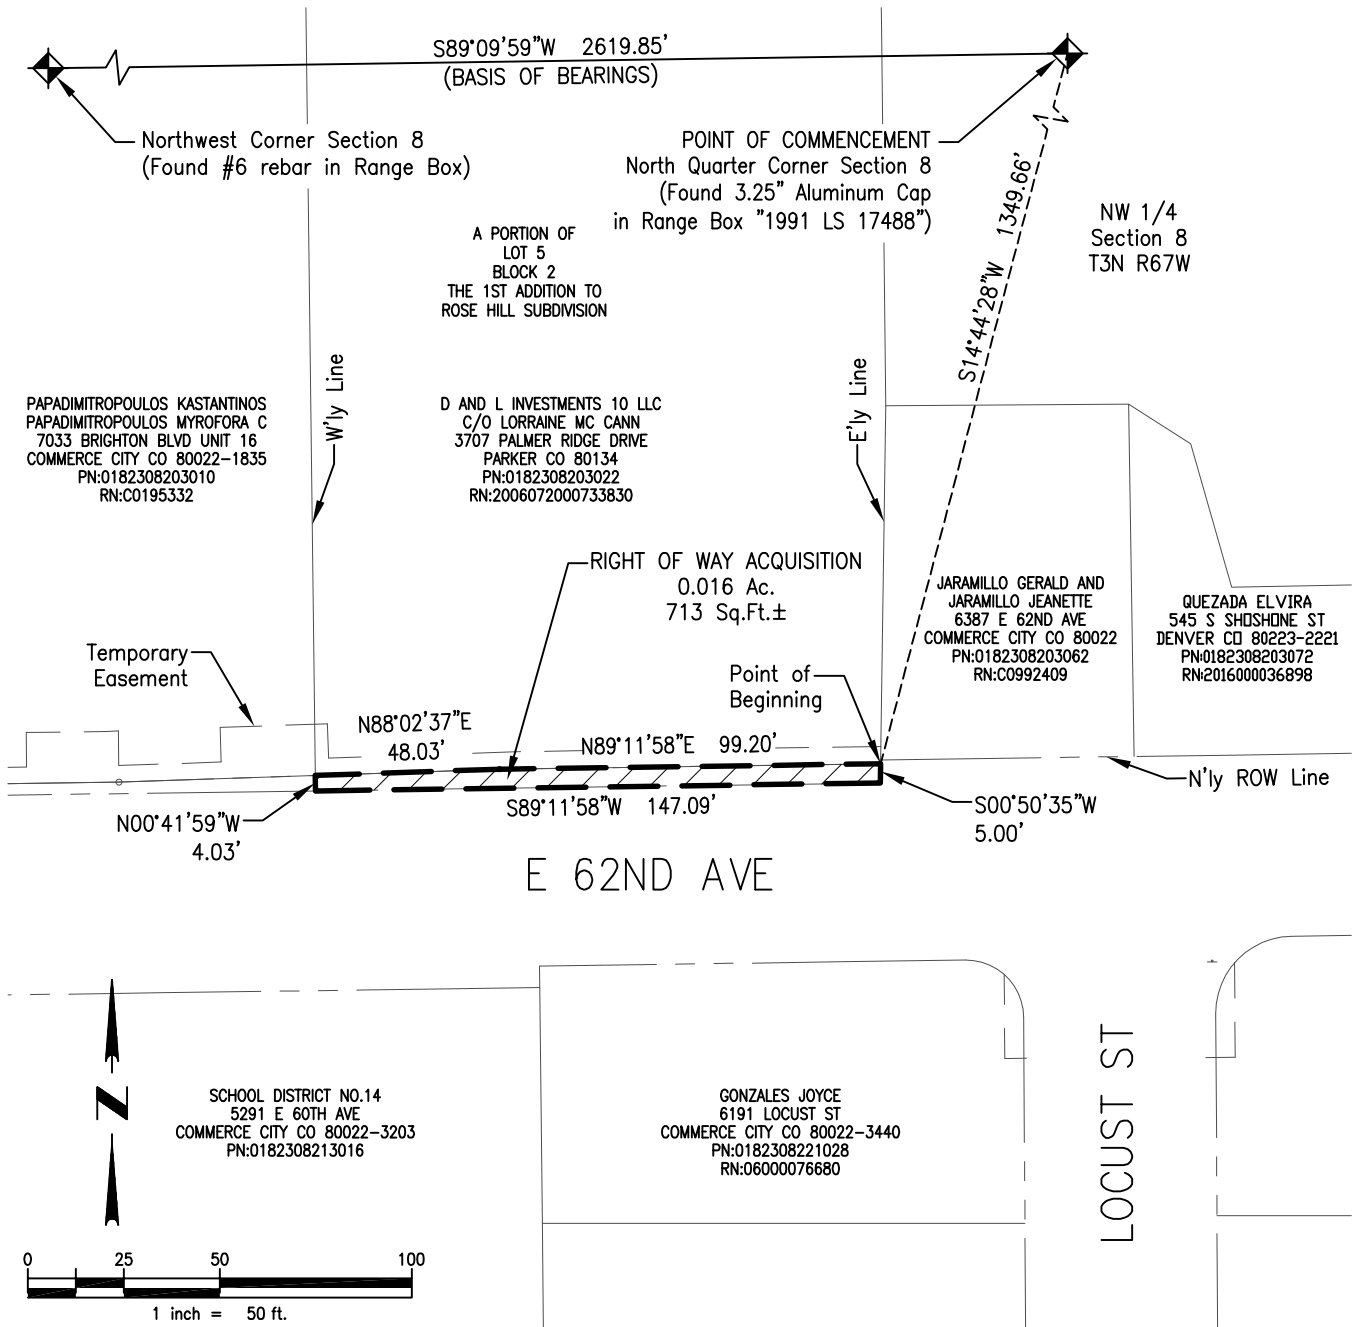 S89°09'59"W 2619.85'
(BASIS OF BEARINGS)
Northwest Corner Section 8
(Found #6 rebar in Range Box)
POINT OF COMMENCEMENT
North Quarter Corner Section 8
(Found 3.25" Aluminum Cap
in Range Box "1991 LS 17488")
S14°44'28"W 1349.66'
NW 1/4
Section 8
T3N R67W
A PORTION OF
LOT 5
BLOCK 2
THE 1ST ADDITION TO
ROSE HILL SUBDIVISION
W'ly Line
E'ly Line
PAPADIMITROPOULOS KASTANTINOS
PAPADIMITROPOULOS MYROFORA C
7033 BRIGHTON BLVD UNIT 16
COMMERCE CITY CO 80022-1835
PN:0182308203010
RN:C0195332
D AND L INVESTMENTS 10 LLC
C/O LORRAINE MC CANN
3707 PALMER RIDGE DRIVE
PARKER CO 80134
PN:0182308203022
RN:2006072000733830
RIGHT OF WAY ACQUISITION
0.016 Ac.
713 Sq.Ft.±
JARAMILLO GERALD AND
JARAMILLO JEANETTE
6387 E 62ND AVE
COMMERCE CITY CO 80022
PN:0182308203062
RN:C0992409
QUEZADA ELVIRA
545 S SHOSHONE ST
DENVER CO 80223-2221
PN:0182308203072
RN:2016000036898
Temporary
Easement
Point of
Beginning
N88°02'37"E
48.03'
N89°11'58"E 99.20'
N'ly ROW Line
S89°11'58"W 147.09'
S00°50'35"W
5.00'
N00°41'59"W
4.03'
E 62ND AVE
LOCUST ST
N
SCHOOL DISTRICT NO.14
5291 E 60TH AVE
COMMERCE CITY CO 80022-3203
PN:0182308213016
GONZALES JOYCE
6191 LOCUST ST
COMMERCE CITY CO 80022-3440
PN:0182308221028
RN:06000076680
0 25 50 100
1 inch = 50 ft.